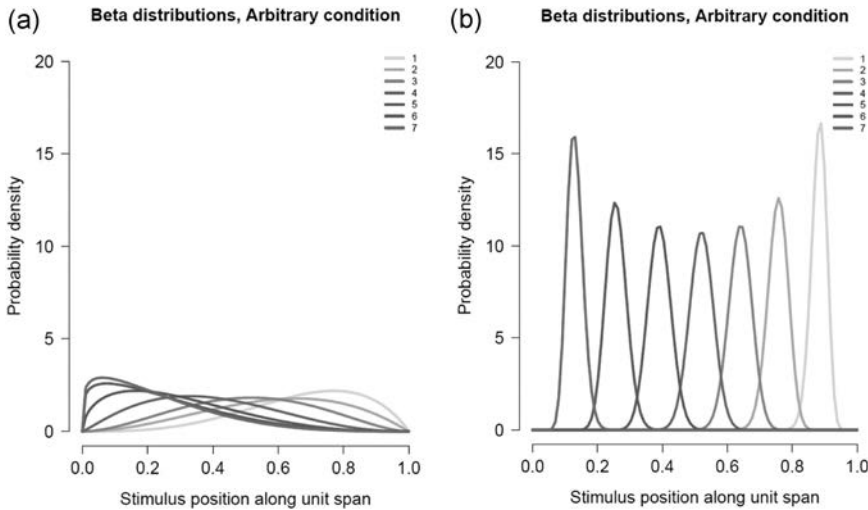 (a)
Beta distributions, Arbitrary condition
20
15
10
5
0
Probability density
1
2
3
4
5
6
7
0.0 0.2 0.4 0.6 0.8 1.0
Stimulus position along unit span
(b)
Beta distributions, Arbitrary condition
20
15
10
5
0
Probability density
1
2
3
4
5
6
7
0.0 0.2 0.4 0.6 0.8 1.0
Stimulus position along unit span